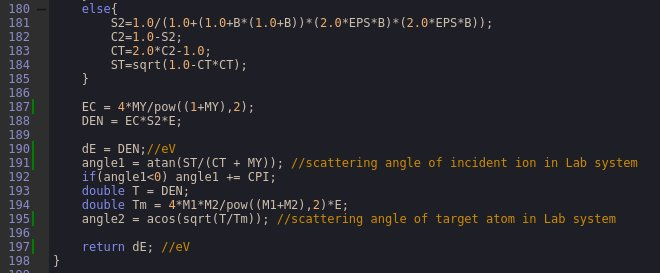 180 else{
181 S2=1.0/(1.0+(1.0+B*(1.0+B))*(2.0*EPS*B)*(2.0*EPS*B));
182 C2=1.0-S2;
183 CT=2.0*C2-1.0;
184 ST=sqrt(1.0-CT*CT);
185 }
186
187 EC = 4*MY/pow((1+MY),2);
188 DEN = EC*S2*E;
189
190 dE = DEN;//eV
191 angle1 = atan(ST/(CT + MY)); //scattering angle of incident ion in Lab system
192 if(angle1<0) angle1 += CPI;
193 double T = DEN;
194 double Tm = 4*M1*M2/pow((M1+M2),2)*E;
195 angle2 = acos(sqrt(T/Tm)); //scattering angle of target atom in Lab system
196
197 return dE; //eV
198 }